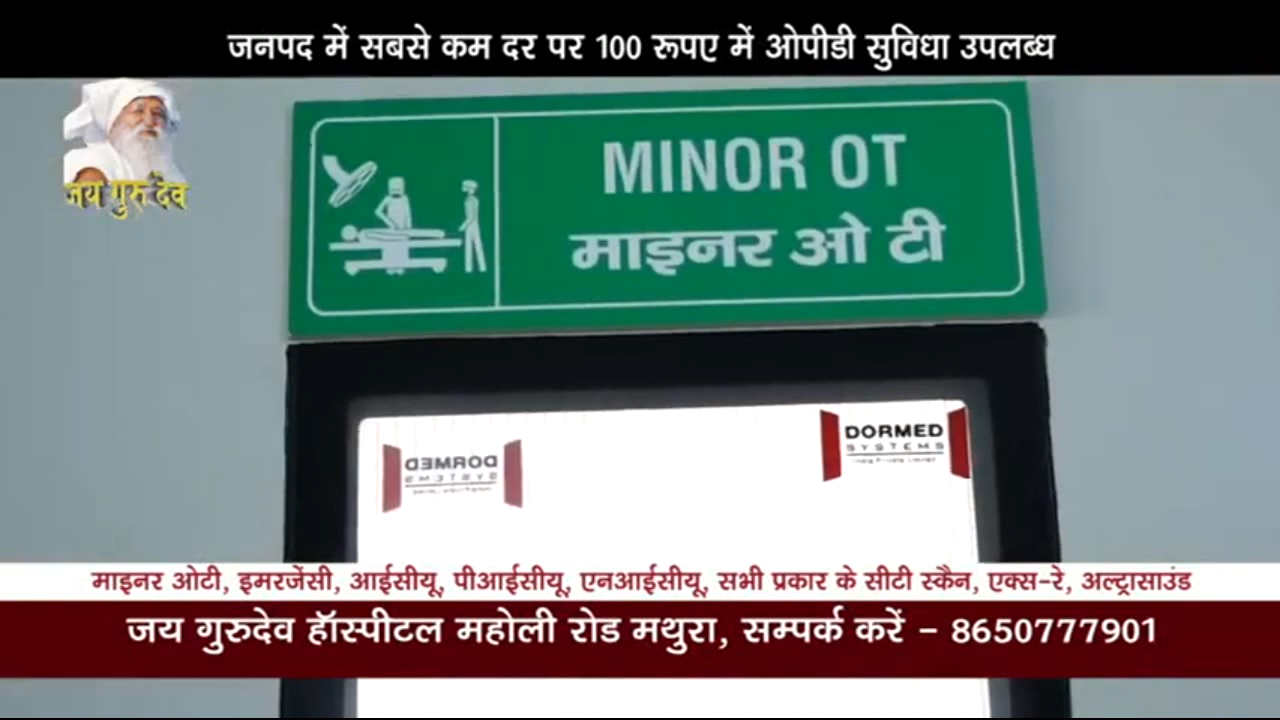 जनपद में सबसे कम दर पर 100 रूपए में ओपीडी सुविधा उपलब्ध
जय गुरु देव
MINOR OT
माइनर ओ टी
DORMED
SYSTEMS
DORMED
SYSTEMS
माइनर ओटी, इमरजेंसी, आईसीयू, पीआईसीयू, एनआईसीयू, सभी प्रकार के सीटी स्कैन, एक्स-रे, अल्ट्रासाउंड
जय गुरुदेव हॉस्पीटल महोली रोड मथुरा, सम्पर्क करें - 8650777901